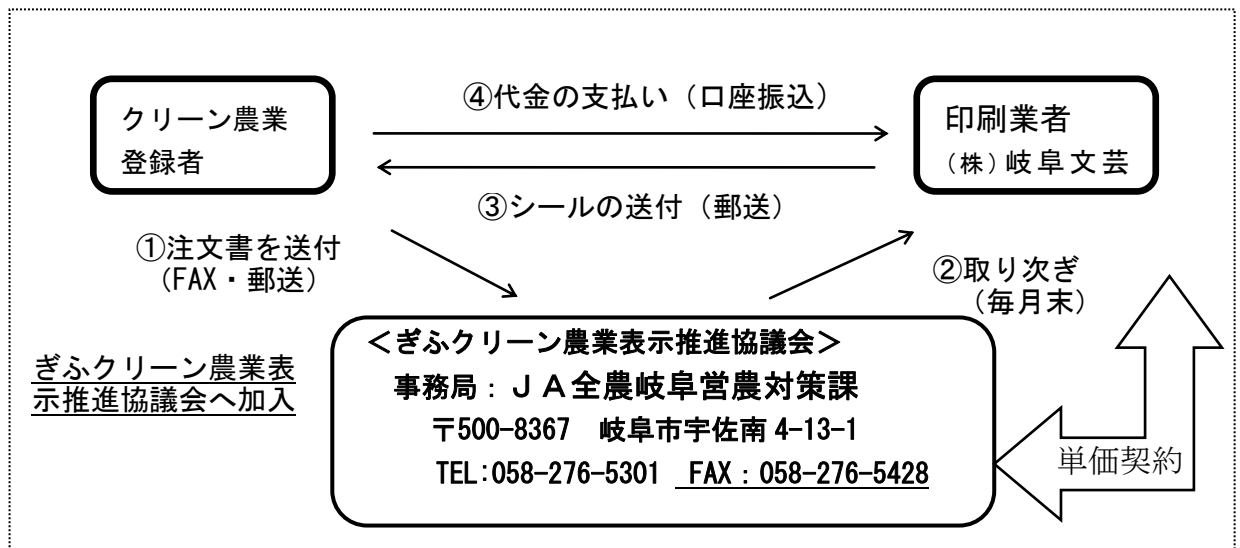 ④代金の支払い（口座振込）
クリーン農業
登録者
印刷業者
（株）岐阜文芸
③シールの送付（郵送）
①注文書を送付
（FAX・郵送）
②取り次ぎ
（毎月末）
ぎふクリーン農業表
示推進協議会へ加入
＜ぎふクリーン農業表示推進協議会＞
事務局：ＪＡ全農岐阜営農対策課
〒500-8367　岐阜市宇佐南 4-13-1
TEL:058-276-5301　FAX：058-276-5428
単価契約